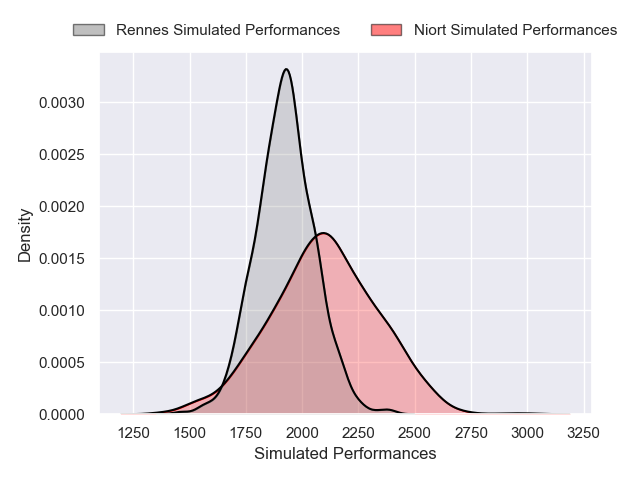 Rennes Simulated Performances Niort Simulated Performances
0.0030
0.0025
0.0020
0.0015
0.0010
0.0005
0.0000
Density
1250 1500 1750 2000 2250 2500 2750 3000 3250
Simulated Performances